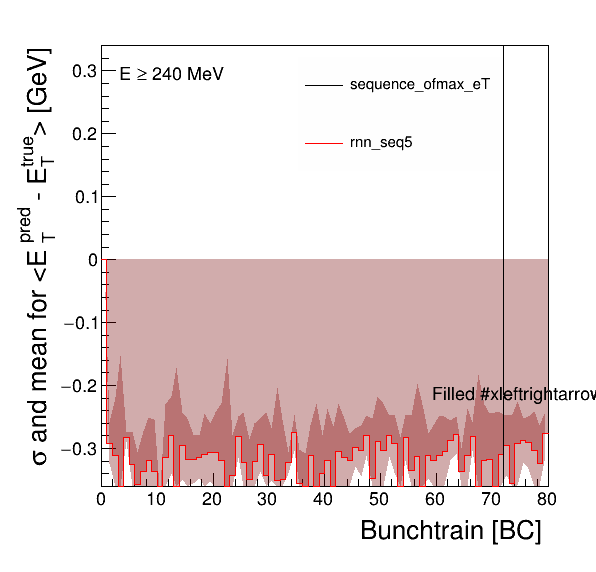 E ≥ 240 MeV
sequence_ofmax_eT
rnn_seq5
Filled #xleftrightarrow
σ and mean for <E_T^pred - E_T^true> [GeV]
0.3
0.2
0.1
0
−0.1
−0.2
−0.3
0 10 20 30 40 50 60 70 80
Bunchtrain [BC]